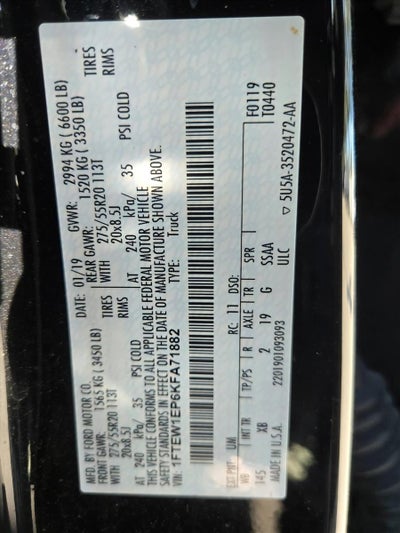 MFD. BY FORD MOTOR CO.
DATE: 01/19 GVWR: 2994 KG (6600 LB)
FRONT GAWR: 1565 KG (3450 LB) REAR GAWR: 1520 KG (3350 LB)
WITH 275/55R20 113T TIRES WITH 275/55R20 113T TIRES
20x8.5J RIMS 20x8.5J RIMS
AT 240 kPa/ 35 PSI COLD AT 240 kPa/ 35 PSI COLD
THIS VEHICLE CONFORMS TO ALL APPLICABLE FEDERAL MOTOR VEHICLE
SAFETY STANDARDS IN EFFECT ON THE DATE OF MANUFACTURE SHOWN ABOVE.
VIN: 1FTEW1EP6KFA71882 TYPE: Truck
F0119
T0440
EXT PNT: UM RC: 11 DSO:
WB INT TR TP/PS R AXLE TR SPR
145 XB 2 19 G SSAA
MADE IN U.S.A. 2201901093093 ULC
▽ 5U5A-3520472-AA